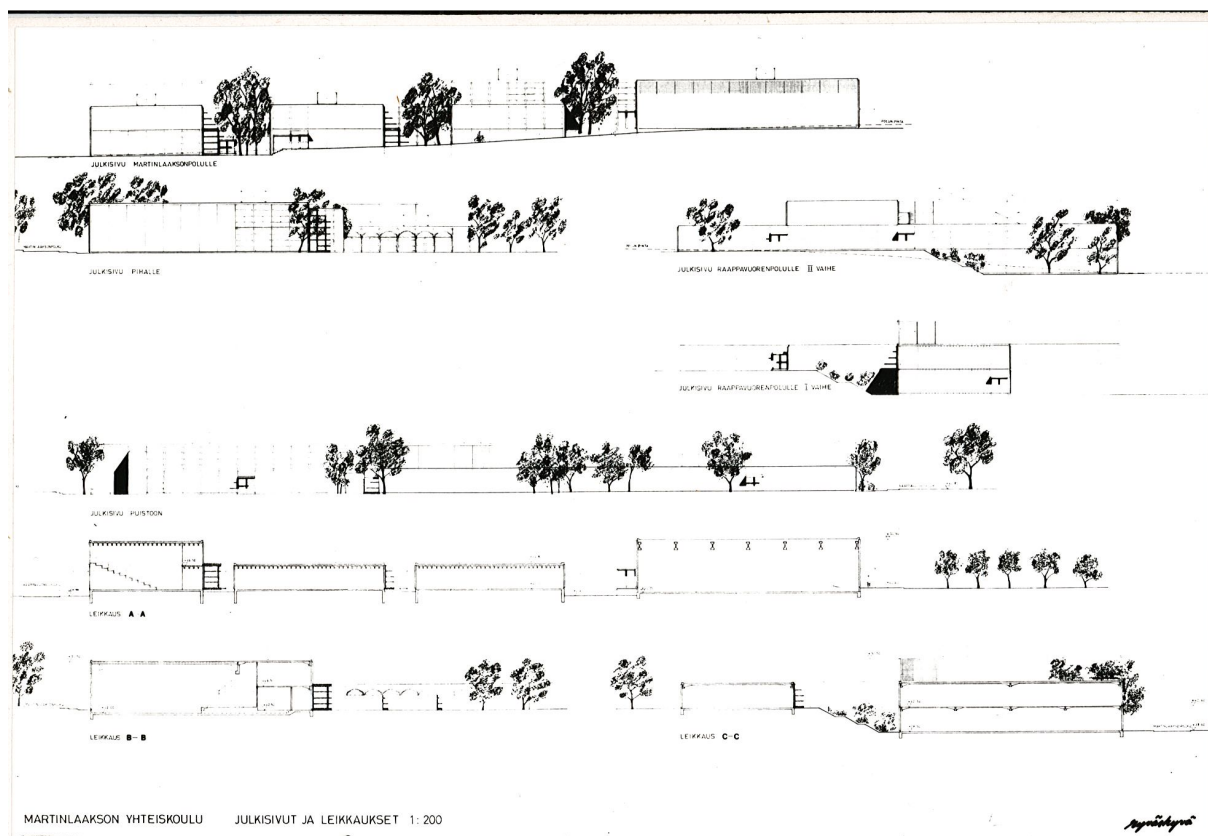 JULKISIVU MARTINLAAKSONPOLULLE
JULKISIVU PIHALLE
JULKISIVU RAAPPAVUORENPOLULLE II VAIHE
JULKISIVU RAAPPAVUORENPOLULLE I VAIHE
JULKISIVU PUISTOON
LEIKKAUS A-A
LEIKKAUS B-B
LEIKKAUS C-C
MARTINLAAKSON YHTEISKOULU JULKISIVUT JA LEIKKAUKSET 1:200